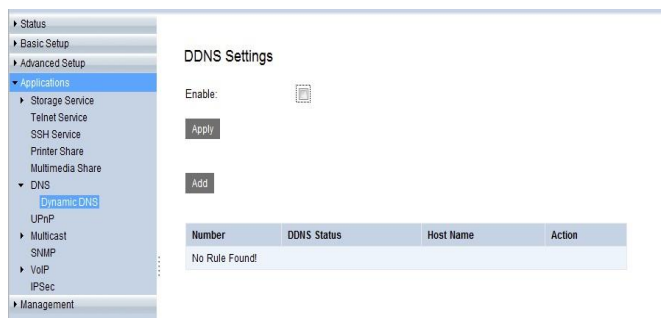 Status
Basic Setup
Advanced Setup
Applications
Storage Service
Telnet Service
SSH Service
Printer Share
Multimedia Share
DNS
Dynamic DNS
UPnP
Multicast
SNMP
VoIP
IPSec
Management
DDNS Settings
Enable:
Apply
Add
Number DDNS Status Host Name Action
No Rule Found!